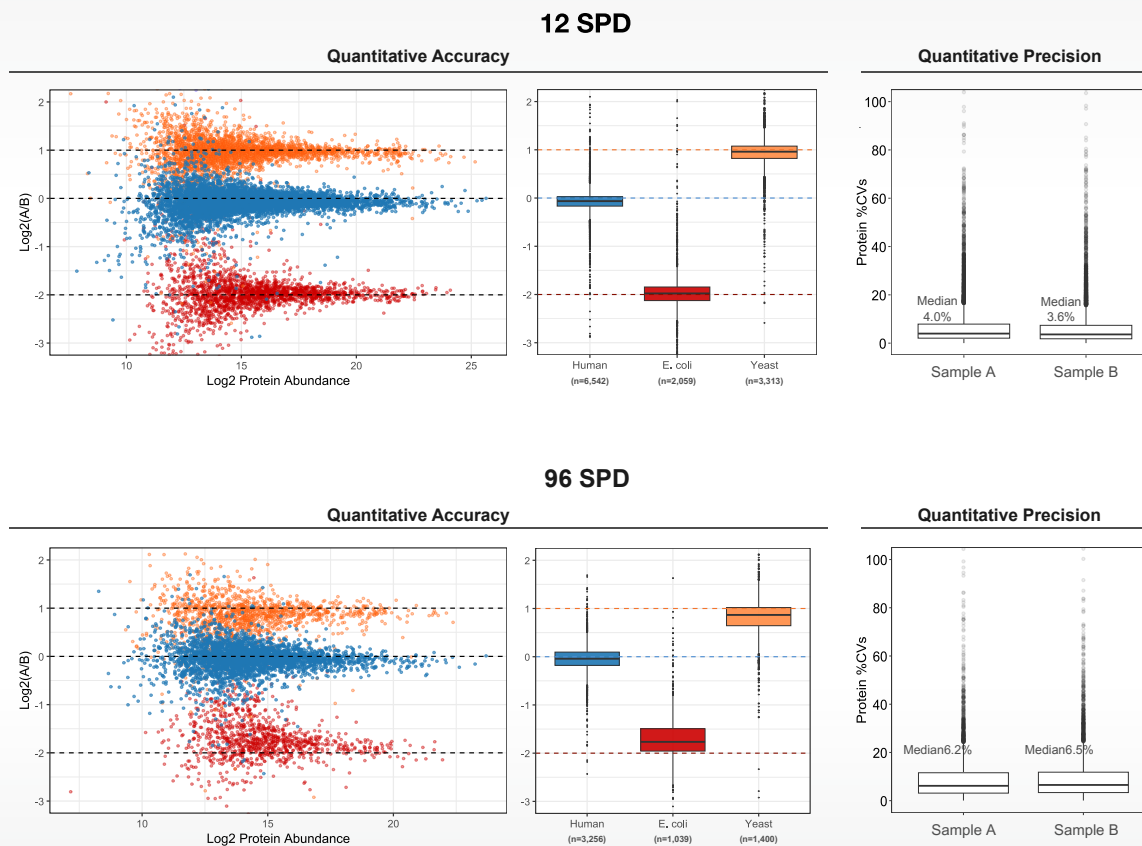 12 SPD
Quantitative Accuracy
Quantitative Precision
2
1
0
-1
-2
-3
Log2(A/B)
10
15
20
25
Log2 Protein Abundance
2
1
0
-1
-2
-3
Human
E. coli
Yeast
(n=6,542)
(n=2,059)
(n=3,313)
100
80
60
40
20
0
Protein %CVs
Median
4.0%
Median
3.6%
Sample A
Sample B
96 SPD
Quantitative Accuracy
Quantitative Precision
2
1
0
-1
-2
-3
Log2(A/B)
10
15
20
Log2 Protein Abundance
2
1
0
-1
-2
-3
Human
E. coli
Yeast
(n=3,256)
(n=1,039)
(n=1,400)
100
80
60
40
20
0
Protein %CVs
Median6.2%
Median6.5%
Sample A
Sample B